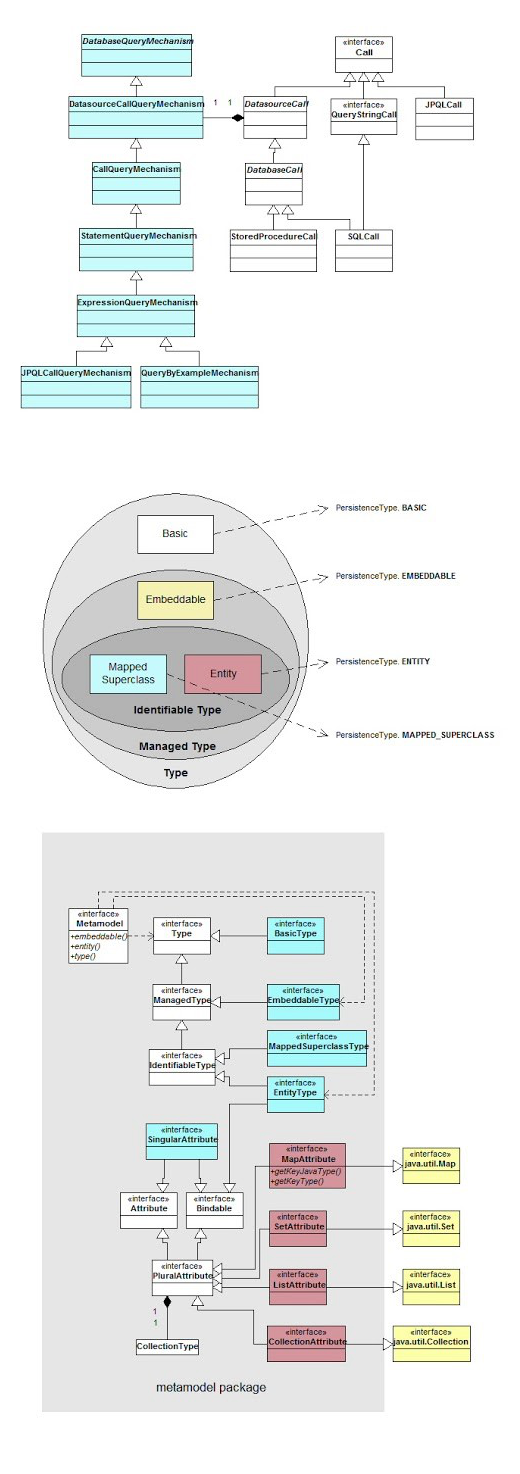 DatabaseQueryMechanism
«interface»
Call
DatasourceCallQueryMechanism
1 1
DatasourceCall
«interface»
QueryStringCall
JPQLCall
CallQueryMechanism
DatabaseCall
StatementQueryMechanism
StoredProcedureCall
SQLCall
ExpressionQueryMechanism
JPQLCallQueryMechanism
QueryByExampleMechanism
Basic
PersistenceType. BASIC
Embeddable
PersistenceType. EMBEDDABLE
Mapped
Superclass
Entity
PersistenceType. ENTITY
Identifiable Type
PersistenceType. MAPPED_SUPERCLASS
Managed Type
Type
«interface»
Metamodel
+embeddable()
+entity()
+type()
«interface»
Type
«interface»
BasicType
«interface»
ManagedType
«interface»
EmbeddableType
«interface»
MappedSuperclassType
«interface»
IdentifiableType
«interface»
EntityType
«interface»
SingularAttribute
«interface»
MapAttribute
+getKeyJavaType()
+getKeyType()
«interface»
java.util.Map
«interface»
Attribute
«interface»
Bindable
«interface»
SetAttribute
«interface»
java.util.Set
«interface»
PluralAttribute
«interface»
ListAttribute
«interface»
java.util.List
1
1
CollectionType
«interface»
CollectionAttribute
«interface»
java.util.Collection
metamodel package